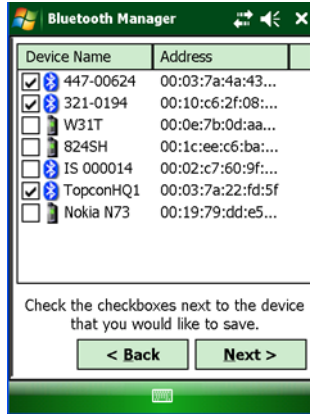 Bluetooth Manager
Device Name Address
447-00624 00:03:7a:4a:43...
321-0194 00:10:c6:2f:08:...
W31T 00:0e:7b:0d:aa...
824SH 00:1c:ee:c6:ba:...
IS 000014 00:02:c7:60:9f:...
TopconHQ1 00:03:7a:22:fd:5f
Nokia N73 00:19:79:dd:e5...
Check the checkboxes next to the device
that you would like to save.
< Back Next >